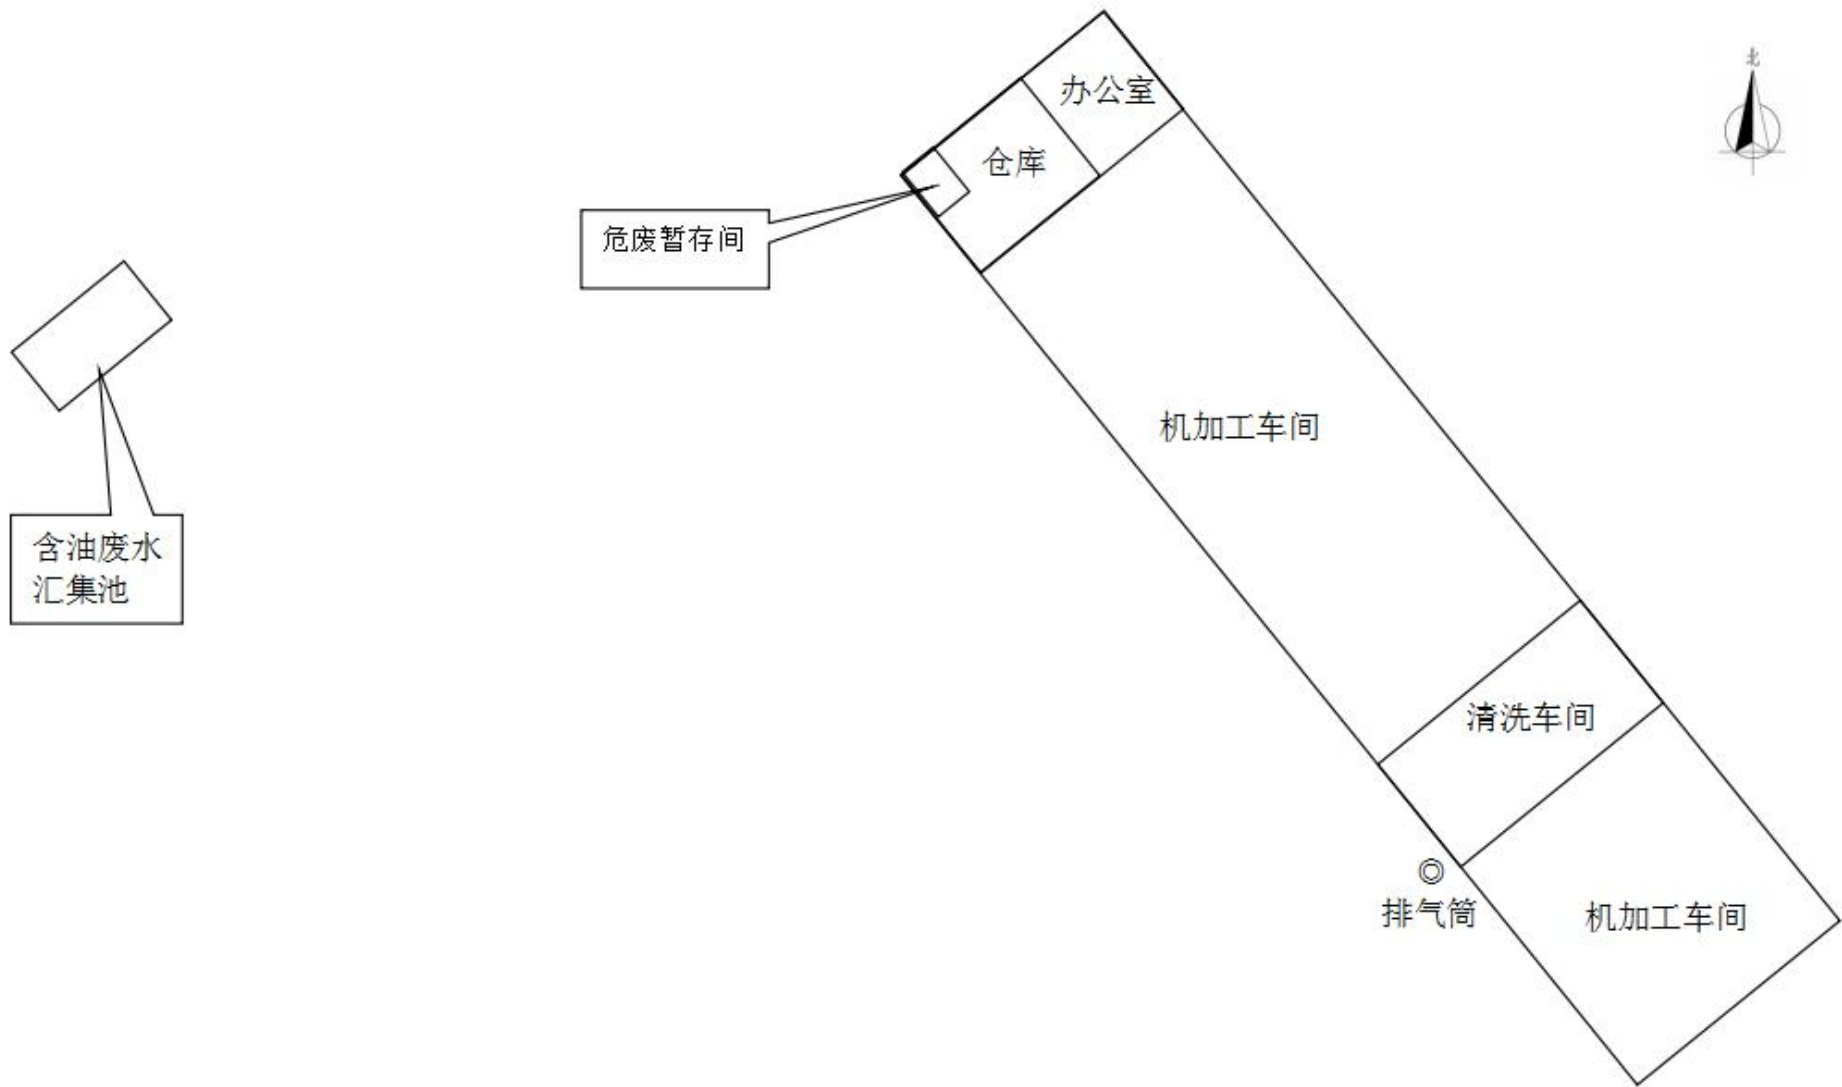 北
办公室
仓库
危废暂存间
机加工车间
含油废水
汇集池
清洗车间
排气筒
机加工车间